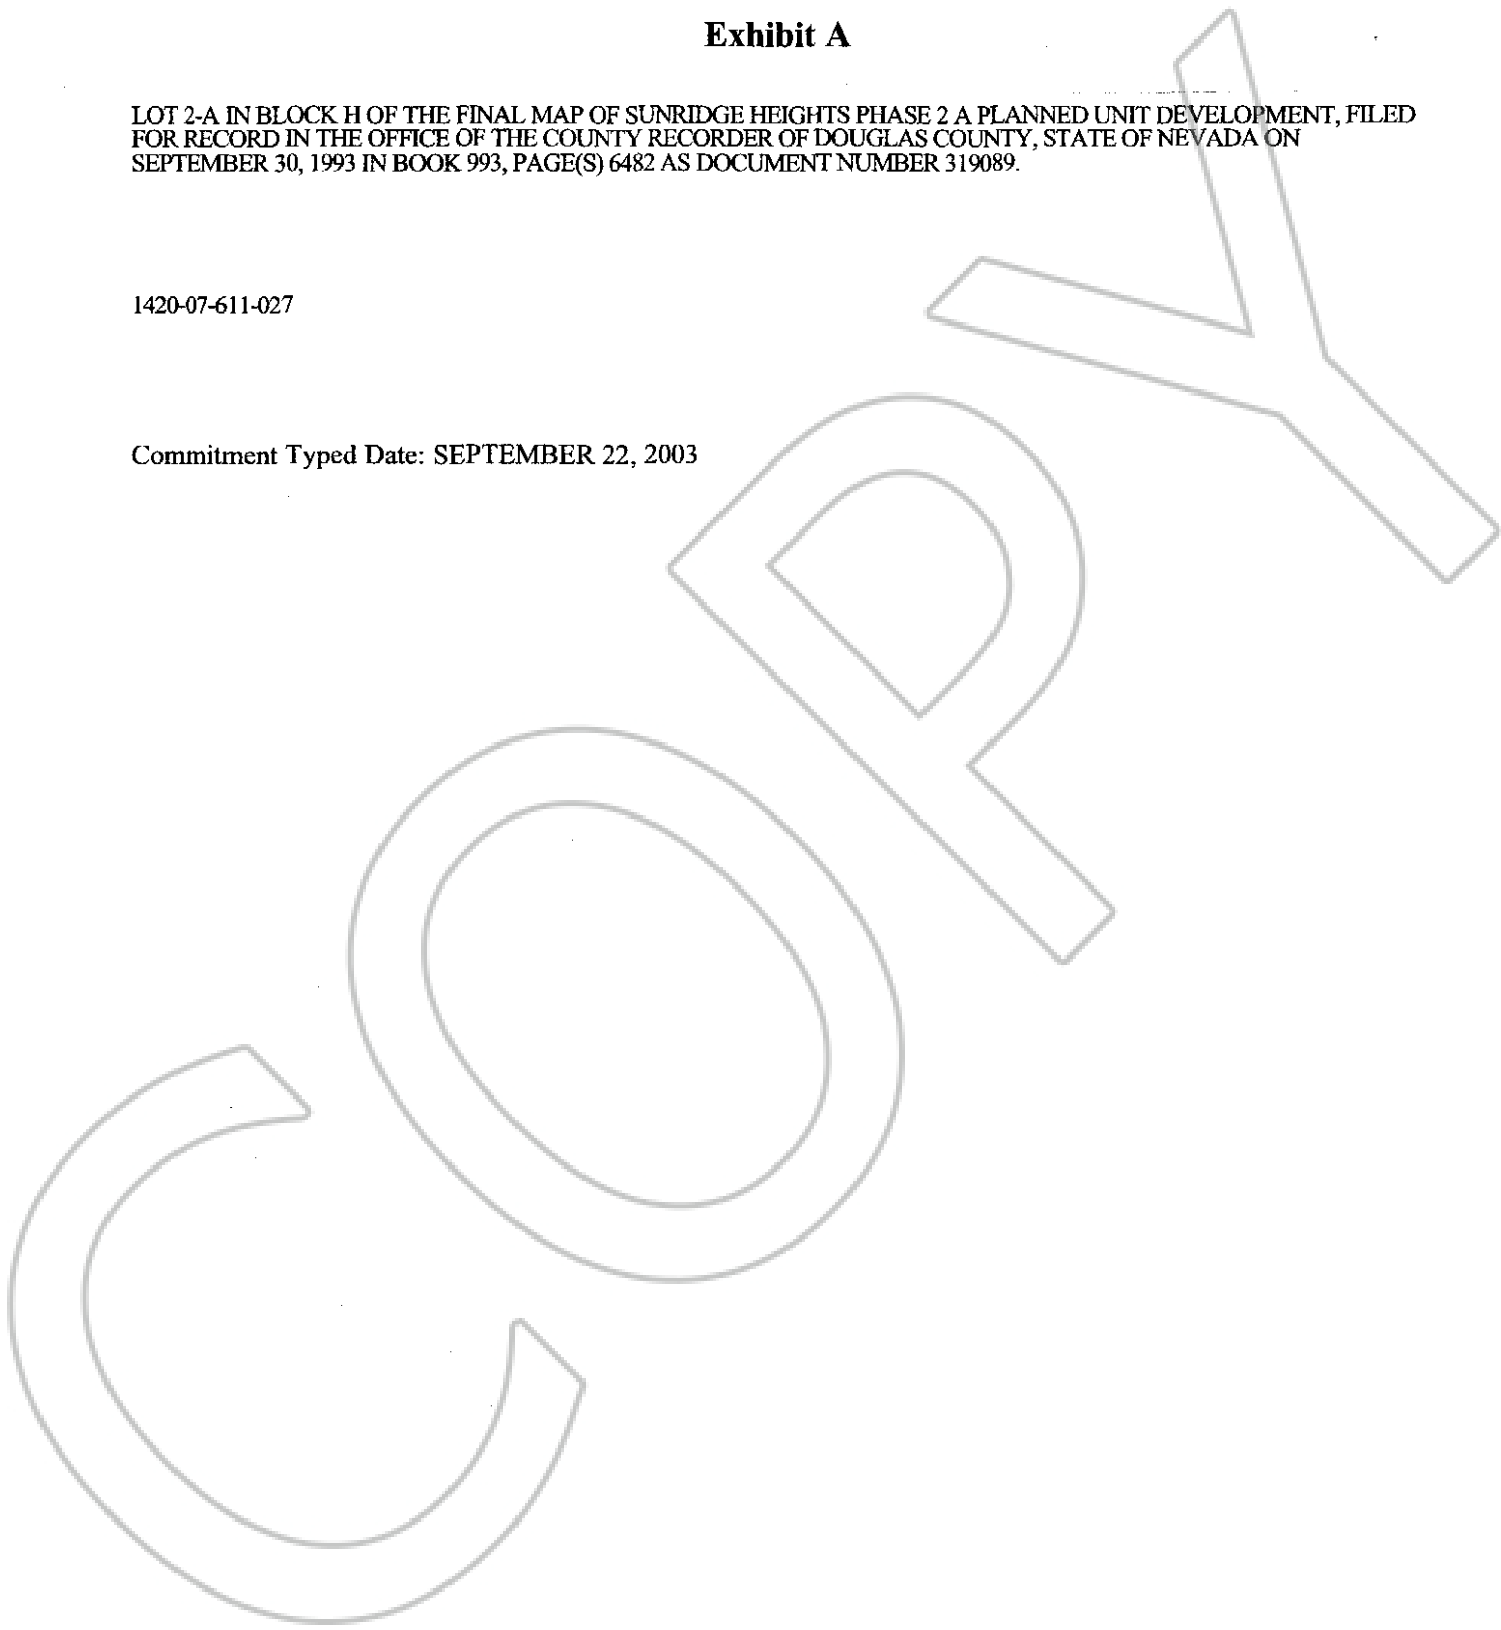 Exhibit A
LOT 2-A IN BLOCK H OF THE FINAL MAP OF SUNRIDGE HEIGHTS PHASE 2 A PLANNED UNIT DEVELOPMENT, FILED
FOR RECORD IN THE OFFICE OF THE COUNTY RECORDER OF DOUGLAS COUNTY, STATE OF NEVADA ON
SEPTEMBER 30, 1993 IN BOOK 993, PAGE(S) 6482 AS DOCUMENT NUMBER 319089.
1420-07-611-027
Commitment Typed Date: SEPTEMBER 22, 2003
COPY